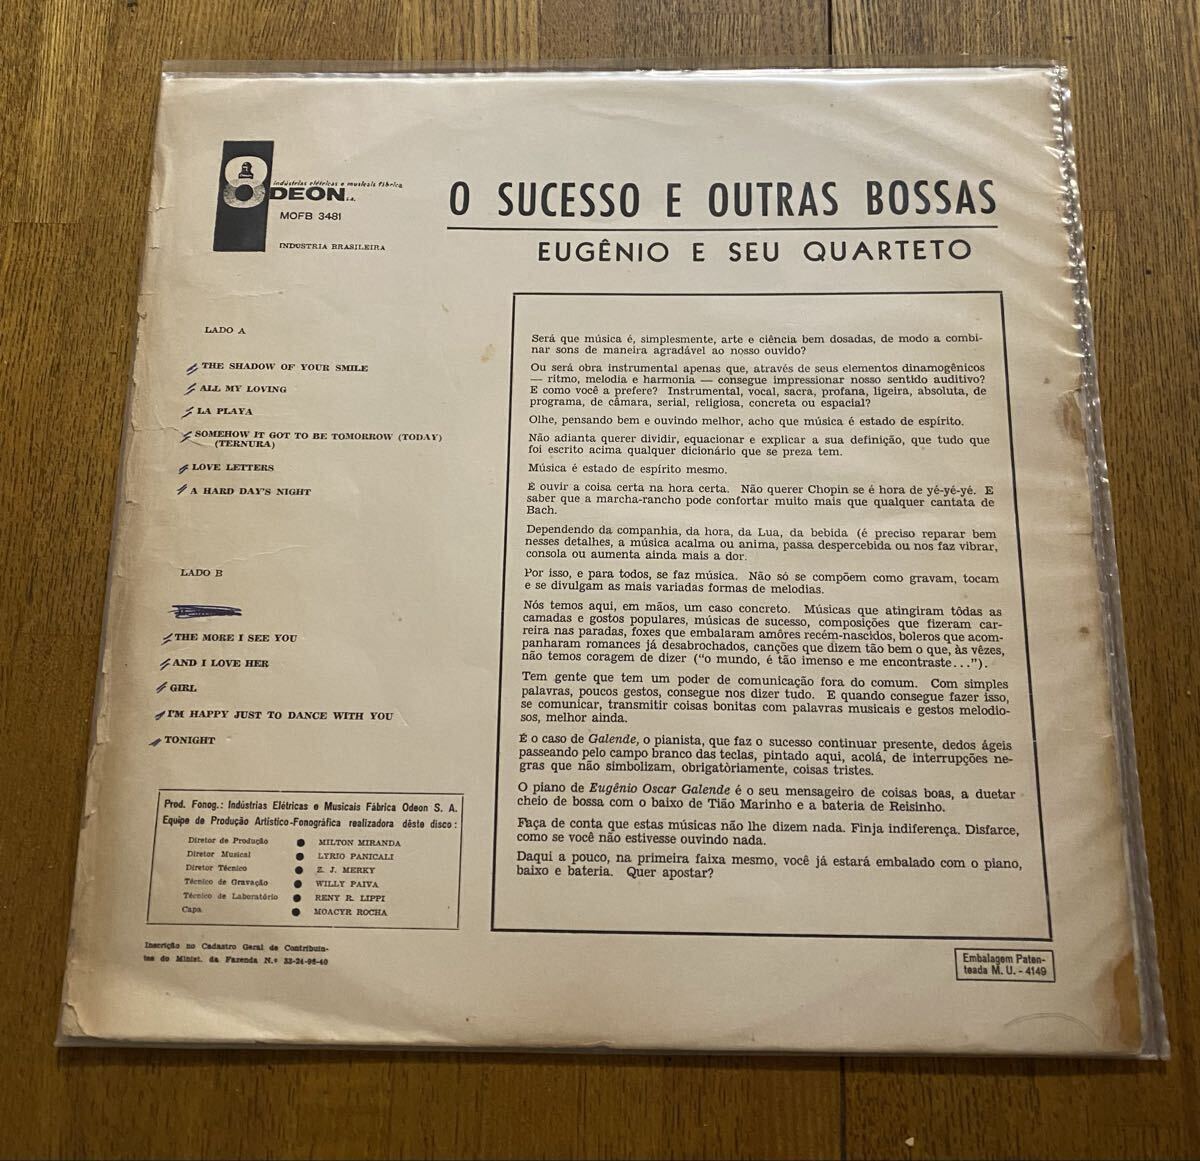 indústrias elétricas e musicais fábrica
ODEON S.A.
MOFB 3481
INDÚSTRIA BRASILEIRA
O SUCESSO E OUTRAS BOSSAS
EUGÊNIO E SEU QUARTETO
LADO A
THE SHADOW OF YOUR SMILE
ALL MY LOVING
LA PLAYA
SOMEHOW IT GOT TO BE TOMORROW (TODAY)
(TERNURA)
LOVE LETTERS
A HARD DAY'S NIGHT
LADO B
THE MORE I SEE YOU
AND I LOVE HER
GIRL
I'M HAPPY JUST TO DANCE WITH YOU
TONIGHT
Prod. Fonog.: Indústrias Elétricas e Musicais Fábrica Odeon S. A.
Equipe de Produção Artístico-Fonográfica realizadora dêste disco:
Diretor de Produção ● MILTON MIRANDA
Diretor Musical ● LYRIO PANICALI
Diretor Técnico ● Z. J. MERKY
Técnico de Gravação ● WILLY PAIVA
Técnico de Laboratório ● RENY R. LIPPI
Capa ● MOACYR ROCHA
Inscrição no Cadastro Geral de Contribuin-
tes do Minist. da Fazenda N.º 33-24-96-40
Será que música é, simplesmente, arte e ciência bem dosadas, de modo a combi-
nar sons de maneira agradável ao nosso ouvido?
Ou será obra instrumental apenas que, através de seus elementos dinamogênicos
— ritmo, melodia e harmonia — consegue impressionar nosso sentido auditivo?
E como você a prefere? Instrumental, vocal, sacra, profana, ligeira, absoluta, de
programa, de câmara, serial, religiosa, concreta ou espacial?
Olhe, pensando bem e ouvindo melhor, acho que música é estado de espírito.
Não adianta querer dividir, equacionar e explicar a sua definição, que tudo que
foi escrito acima qualquer dicionário que se preza tem.
Música é estado de espírito mesmo.
É ouvir a coisa certa na hora certa. Não querer Chopin se é hora de yé-yé-yé. E
saber que a marcha-rancho pode confortar muito mais que qualquer cantata de
Bach.
Dependendo da companhia, da hora, da Lua, da bebida (é preciso reparar bem
nesses detalhes, a música acalma ou anima, passa despercebida ou nos faz vibrar,
consola ou aumenta ainda mais a dor.
Por isso, e para todos, se faz música. Não só se compõem como gravam, tocam
e se divulgam as mais variadas formas de melodias.
Nós temos aqui, em mãos, um caso concreto. Músicas que atingiram tôdas as
camadas e gostos populares, músicas de sucesso, composições que fizeram car-
reira nas paradas, foxes que embalaram amôres recém-nascidos, boleros que acom-
panharam romances já desabrochados, canções que dizem tão bem o que, às vêzes,
não temos coragem de dizer ("o mundo, é tão imenso e me encontraste...").
Tem gente que tem um poder de comunicação fora do comum. Com simples
palavras, poucos gestos, consegue nos dizer tudo. E quando consegue fazer isso,
se comunicar, transmitir coisas bonitas com palavras musicais e gestos melodio-
sos, melhor ainda.
É o caso de Galende, o pianista, que faz o sucesso continuar presente, dedos ágeis
passeando pelo campo branco das teclas, pintado aqui, acolá, de interrupções ne-
gras que não simbolizam, obrigatòriamente, coisas tristes.
O piano de Eugênio Oscar Galende é o seu mensageiro de coisas boas, a duetar
cheio de bossa com o baixo de Tião Marinho e a bateria de Reisinho.
Faça de conta que estas músicas não lhe dizem nada. Finja indiferença. Disfarce,
como se você não estivesse ouvindo nada.
Daqui a pouco, na primeira faixa mesmo, você já estará embalado com o piano,
baixo e bateria. Quer apostar?
Embalagem Paten-
teada M. U. - 4149